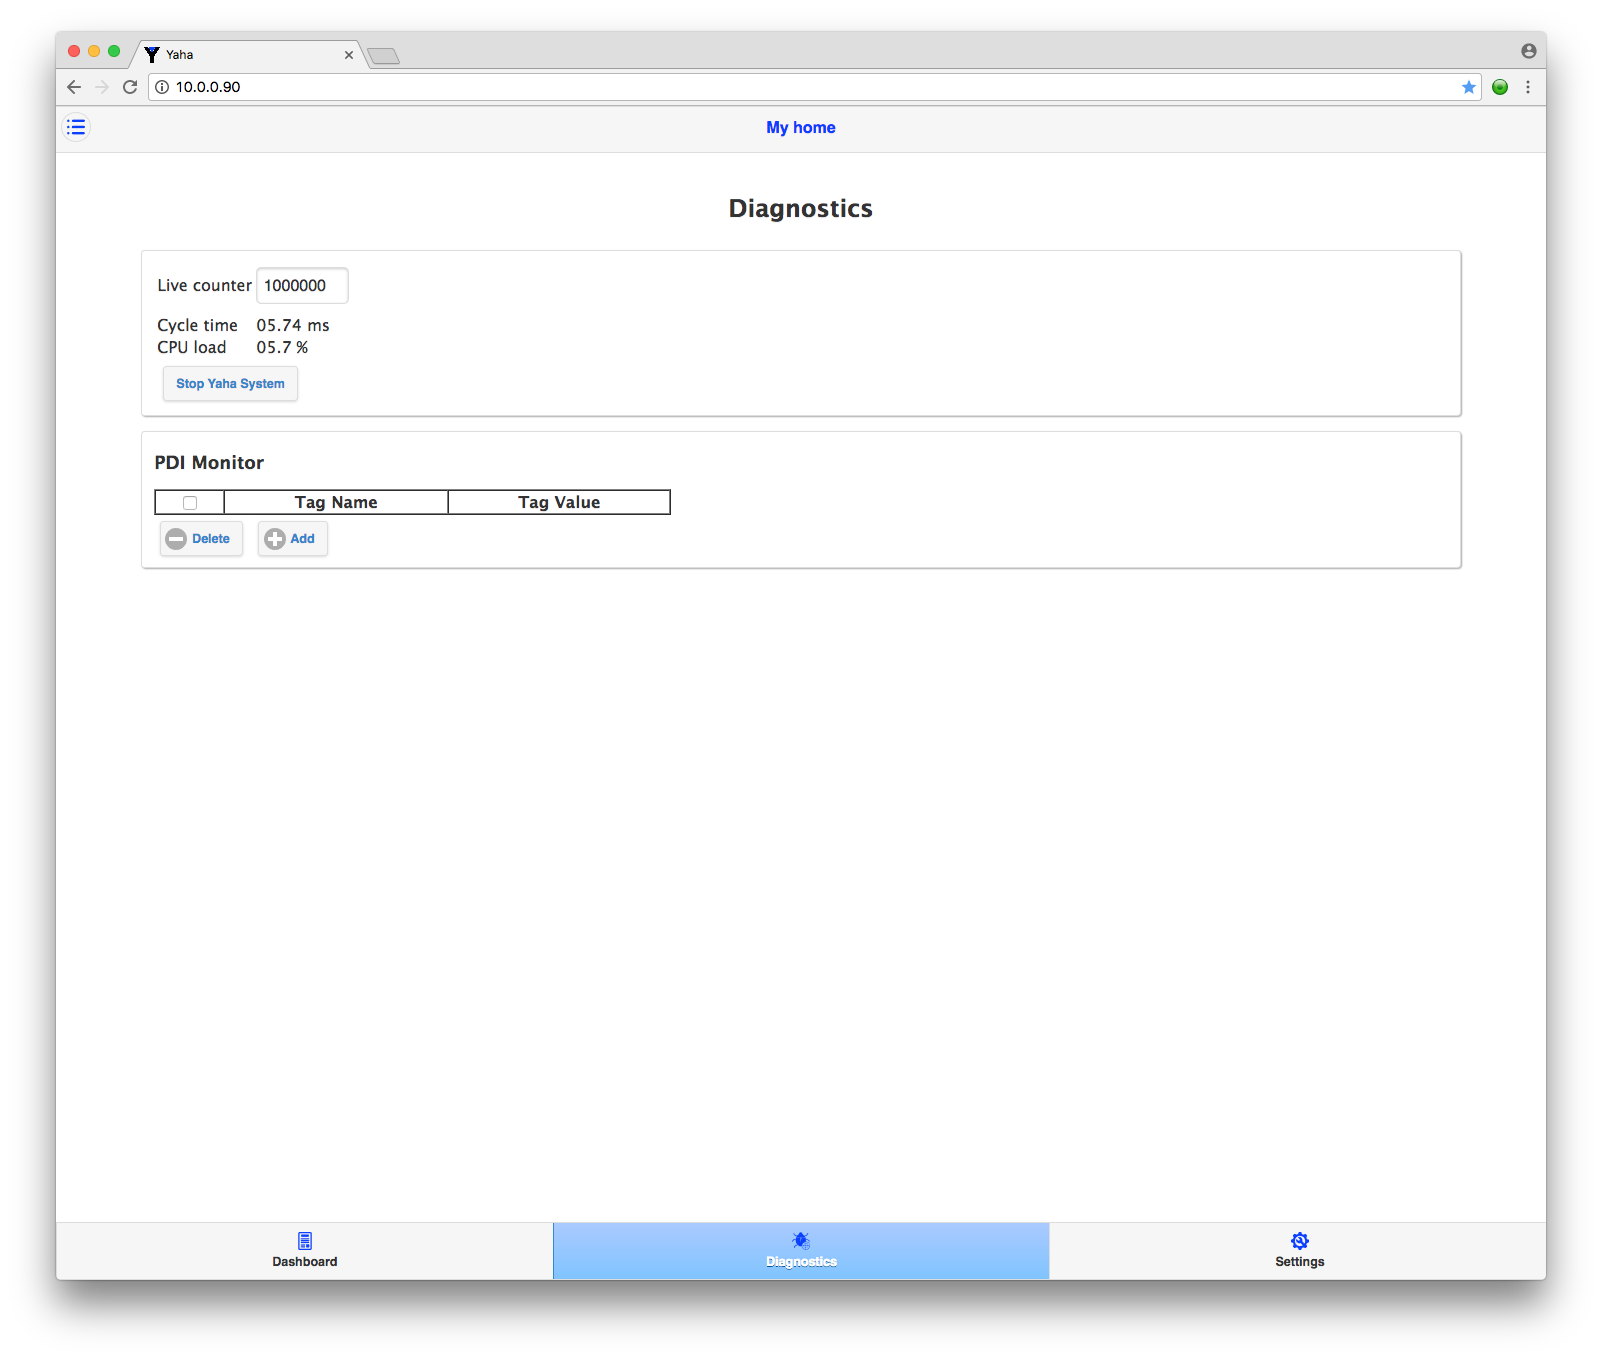 Yaha
10.0.0.90
My home
Diagnostics
Live counter 1000000
Cycle time 05.74 ms
CPU load 05.7 %
Stop Yaha System
PDI Monitor
Tag Name Tag Value
Delete Add
Dashboard Diagnostics Settings